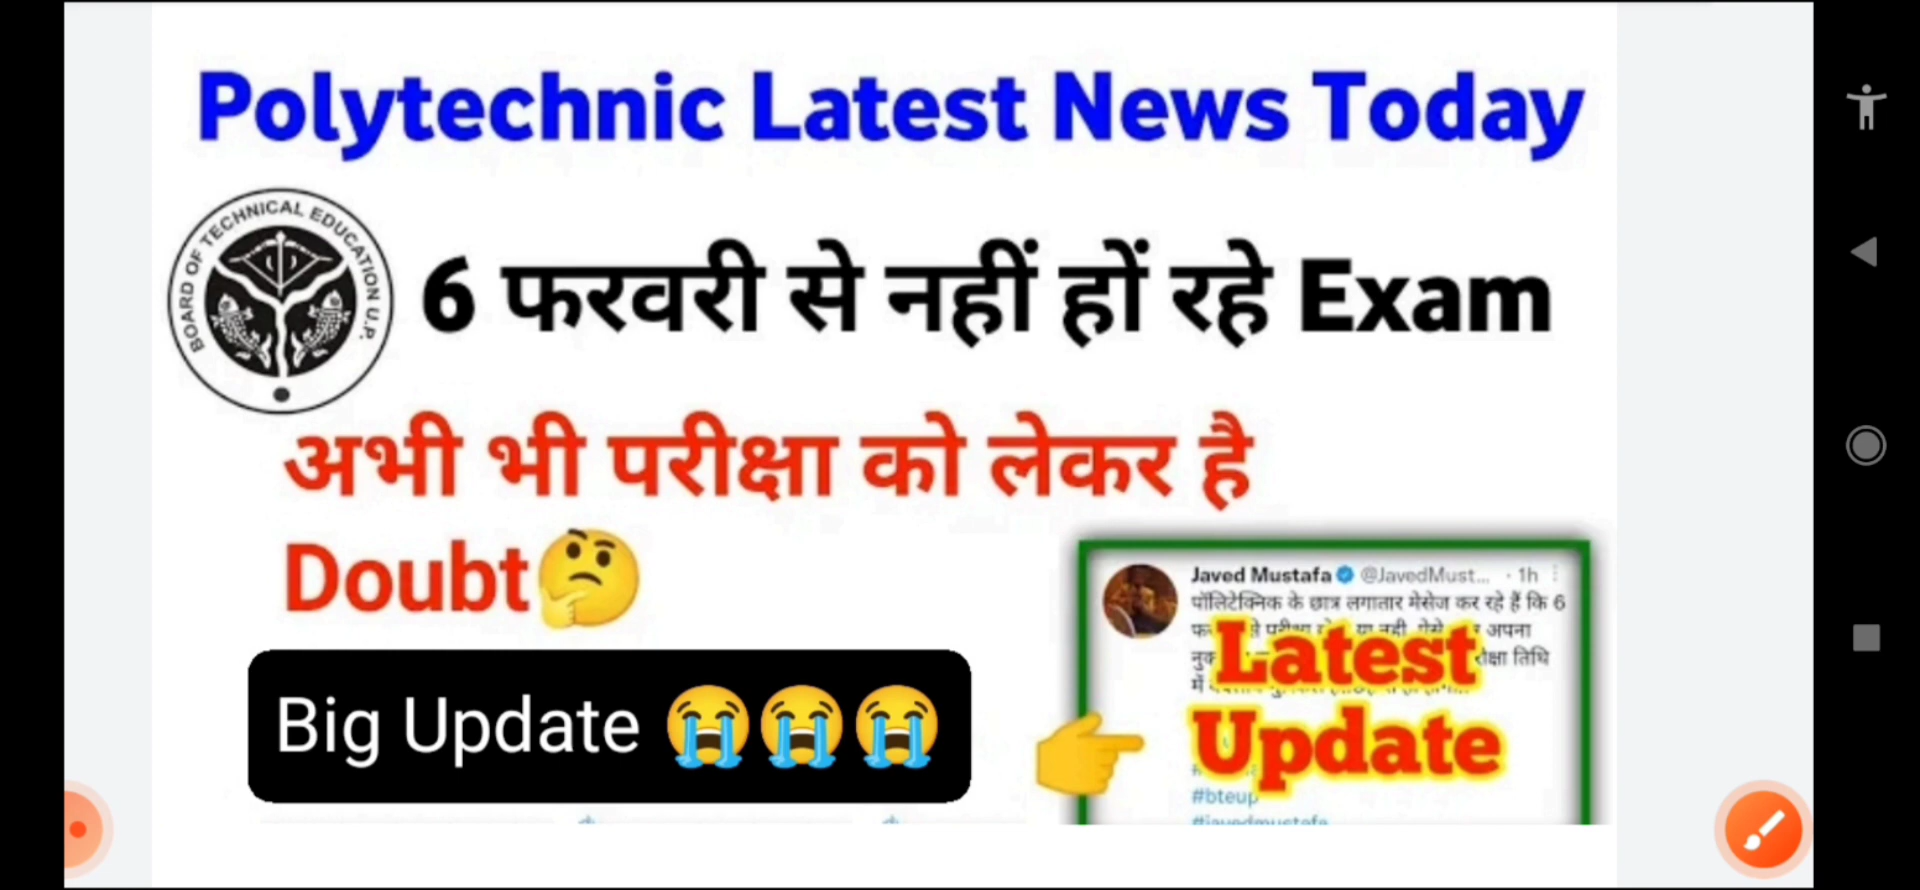 Polytechnic Latest News Today
BOARD OF TECHNICAL EDUCATION U.P.
6 फरवरी से नहीं हों रहे Exam
अभी भी परीक्षा को लेकर है
Doubt🤔
Big Update 😭😭😭
Javed Mustafa @JavedMust... · 1h
पॉलिटेक्निक के छात्र लगातार मेसेज कर रहे हैं कि 6
अपना
तिथि
में
👉 Latest
Update
#bteup
#javedmustafa